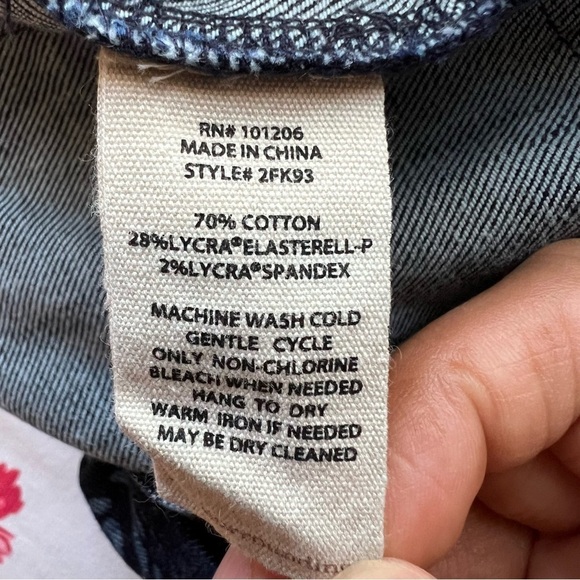 RN# 101206
MADE IN CHINA
STYLE# 2FK93
70% COTTON
28%LYCRA®ELASTERELL-P
2%LYCRA®SPANDEX
MACHINE WASH COLD
GENTLE CYCLE
ONLY NON-CHLORINE
BLEACH WHEN NEEDED
HANG TO DRY
WARM IRON IF NEEDED
MAY BE DRY CLEANED